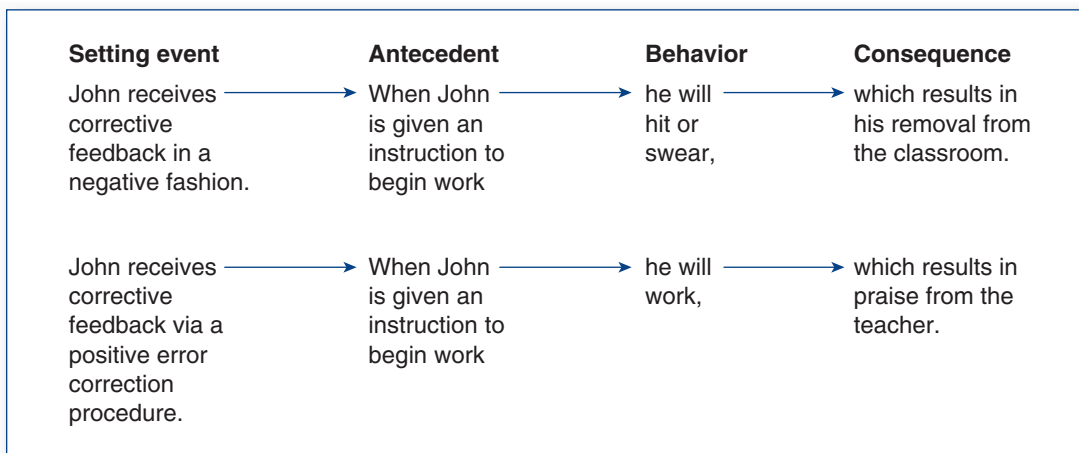 Setting event
Antecedent
Behavior
Consequence
John receives
corrective
feedback in a
negative fashion.
When John
is given an
instruction to
begin work
he will
hit or
swear,
which results in
his removal from
the classroom.
John receives
corrective
feedback via a
positive error
correction
procedure.
When John
is given an
instruction to
begin work
he will
work,
which results in
praise from the
teacher.